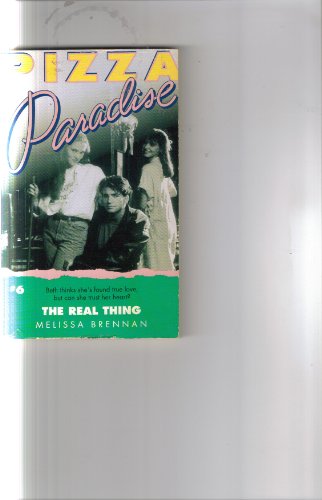 PIZZA
Paradise
#6
Beth thinks she's found true love,
but can she trust her heart?
THE REAL THING
MELISSA BRENNAN